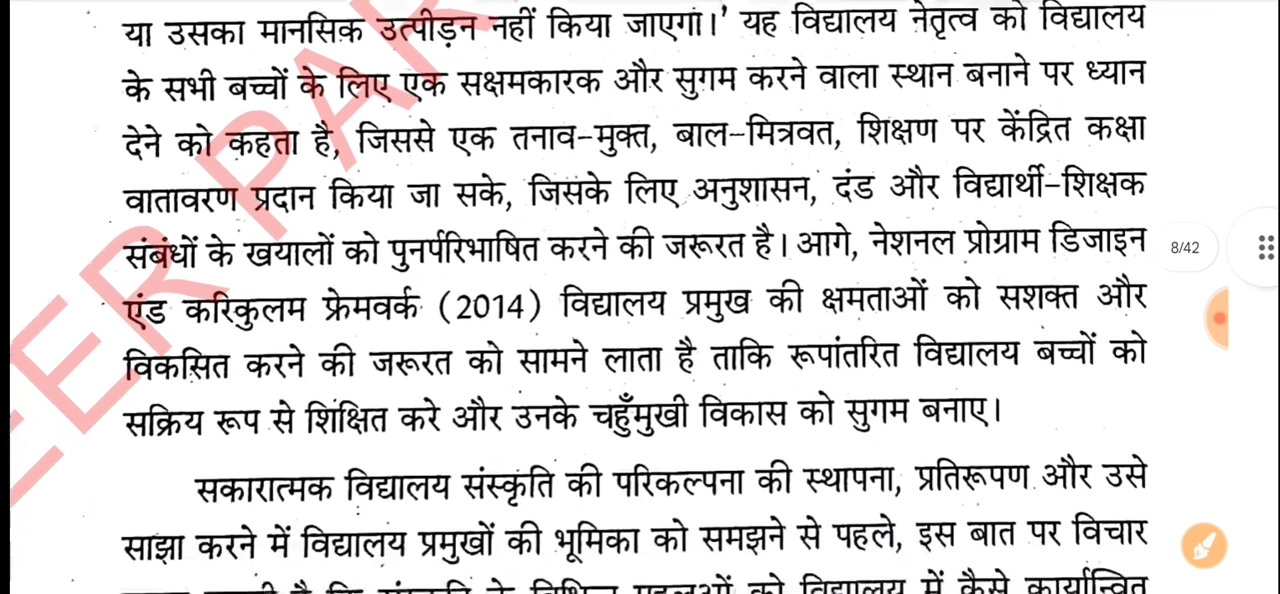 या उसका मानसिक उत्पीड़न नहीं किया जाएगा।' यह विद्यालय नेतृत्व को विद्यालय
के सभी बच्चों के लिए एक सक्षमकारक और सुगम करने वाला स्थान बनाने पर ध्यान
देने को कहता है, जिससे एक तनाव-मुक्त, बाल-मित्रवत, शिक्षण पर केंद्रित कक्षा
वातावरण प्रदान किया जा सके, जिसके लिए अनुशासन, दंड और विद्यार्थी-शिक्षक
संबंधों के खयालों को पुनर्परिभाषित करने की जरूरत है। आगे, नेशनल प्रोग्राम डिजाइन
एंड करिकुलम फ्रेमवर्क (2014) विद्यालय प्रमुख की क्षमताओं को सशक्त और
विकसित करने की जरूरत को सामने लाता है ताकि रूपांतरित विद्यालय बच्चों को
सक्रिय रूप से शिक्षित करे और उनके चहुँमुखी विकास को सुगम बनाए।
सकारात्मक विद्यालय संस्कृति की परिकल्पना की स्थापना, प्रतिरूपण और उसे
साझा करने में विद्यालय प्रमुखों की भूमिका को समझने से पहले, इस बात पर विचार
संस्कृति के विभिन्न पहलुओं को विद्यालय में कैसे कार्यान्वित
8/42
EER PAR